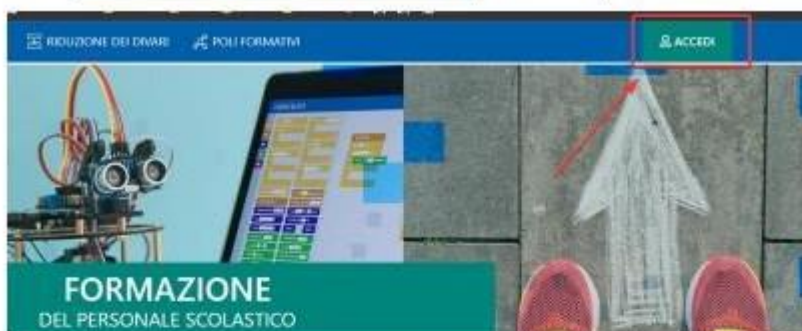 RIDUZIONE DEI DIVARI POLI FORMATIVI ACCEDI
FORMAZIONE
DEL PERSONALE SCOLASTICO